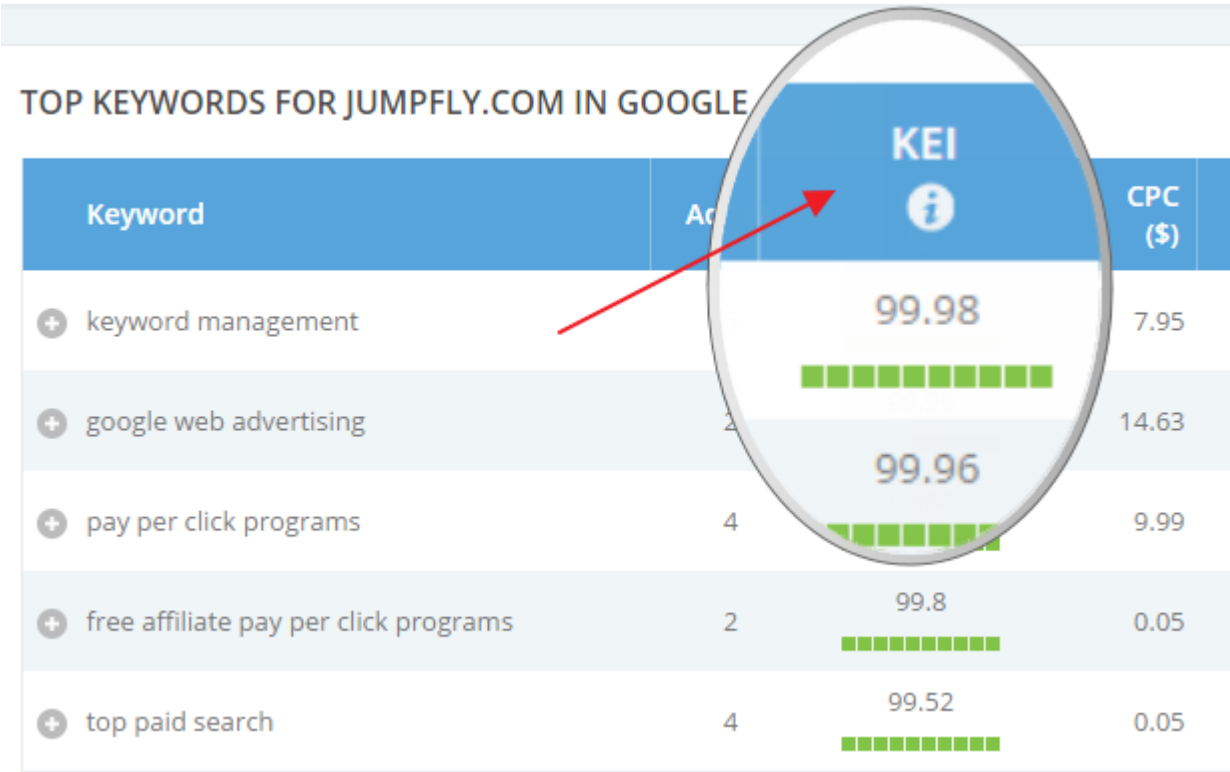 TOP KEYWORDS FOR JUMPFLY.COM IN GOOGLE
Keyword KEI CPC ($)
keyword management 99.98 7.95
google web advertising 2 99.96 14.63
pay per click programs 4 9.99
free affiliate pay per click programs 2 99.8 0.05
top paid search 4 99.52 0.05